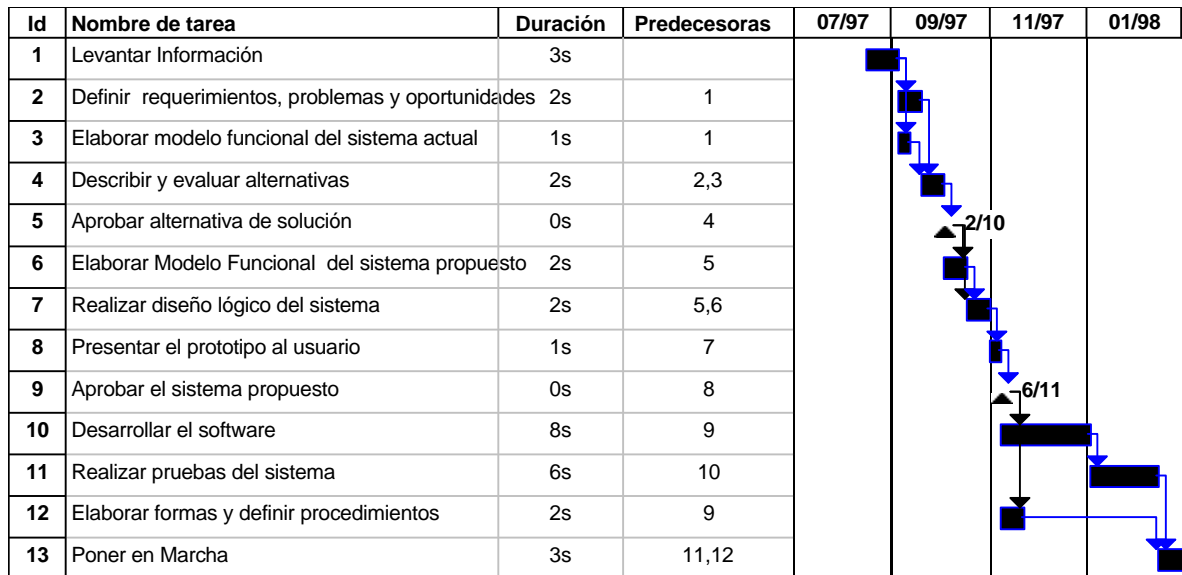 Id Nombre de tarea Duración Predecesoras 07/97 09/97 11/97 01/98
1 Levantar Información 3s
2 Definir requerimientos, problemas y oportunidades 2s 1
3 Elaborar modelo funcional del sistema actual 1s 1
4 Describir y evaluar alternativas 2s 2,3
5 Aprobar alternativa de solución 0s 4 2/10
6 Elaborar Modelo Funcional del sistema propuesto 2s 5
7 Realizar diseño lógico del sistema 2s 5,6
8 Presentar el prototipo al usuario 1s 7
9 Aprobar el sistema propuesto 0s 8 6/11
10 Desarrollar el software 8s 9
11 Realizar pruebas del sistema 6s 10
12 Elaborar formas y definir procedimientos 2s 9
13 Poner en Marcha 3s 11,12